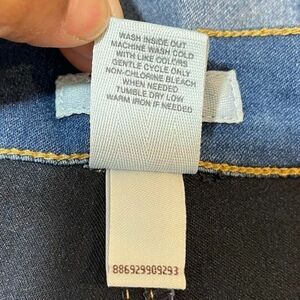 WASH INSIDE OUT
MACHINE WASH COLD
WITH LIKE COLORS
GENTLE CYCLE ONLY
NON-CHLORINE BLEACH
WHEN NEEDED
TUMBLE DRY LOW
WARM IRON IF NEEDED
886929909293